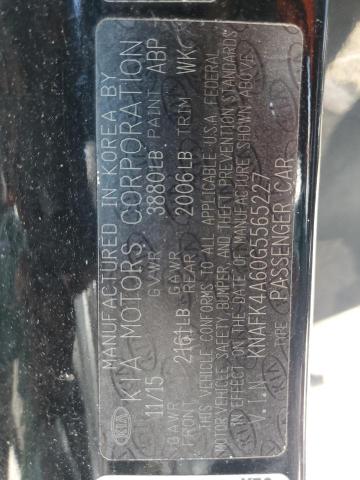 MANUFACTURED IN KOREA BY
KIA MOTORS CORPORATION
11/15 GVWR 3880LB PAINT ABP
GAWR FRONT 2161LB GAWR REAR 2006LB TRIM WK
THIS VEHICLE CONFORMS TO ALL APPLICABLE U.S.A. FEDERAL
MOTOR VEHICLE SAFETY, BUMPER, AND THEFT PREVENTION STANDARDS
IN EFFECT ON THE DATE OF MANUFACTURE SHOWN ABOVE
V.I.N KNAFK4A60G5565227
TYPE PASSENGER CAR
KIA